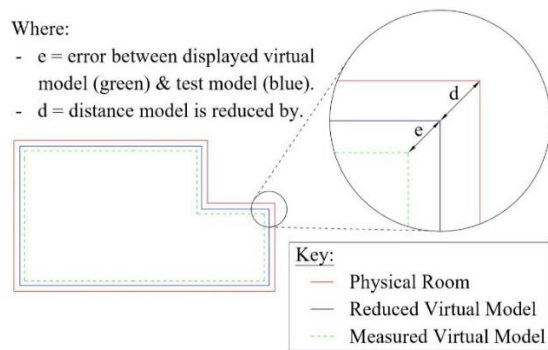 Where:
- e = error between displayed virtual
model (green) & test model (blue).
- d = distance model is reduced by.
d
e
Key:
Physical Room
Reduced Virtual Model
Measured Virtual Model